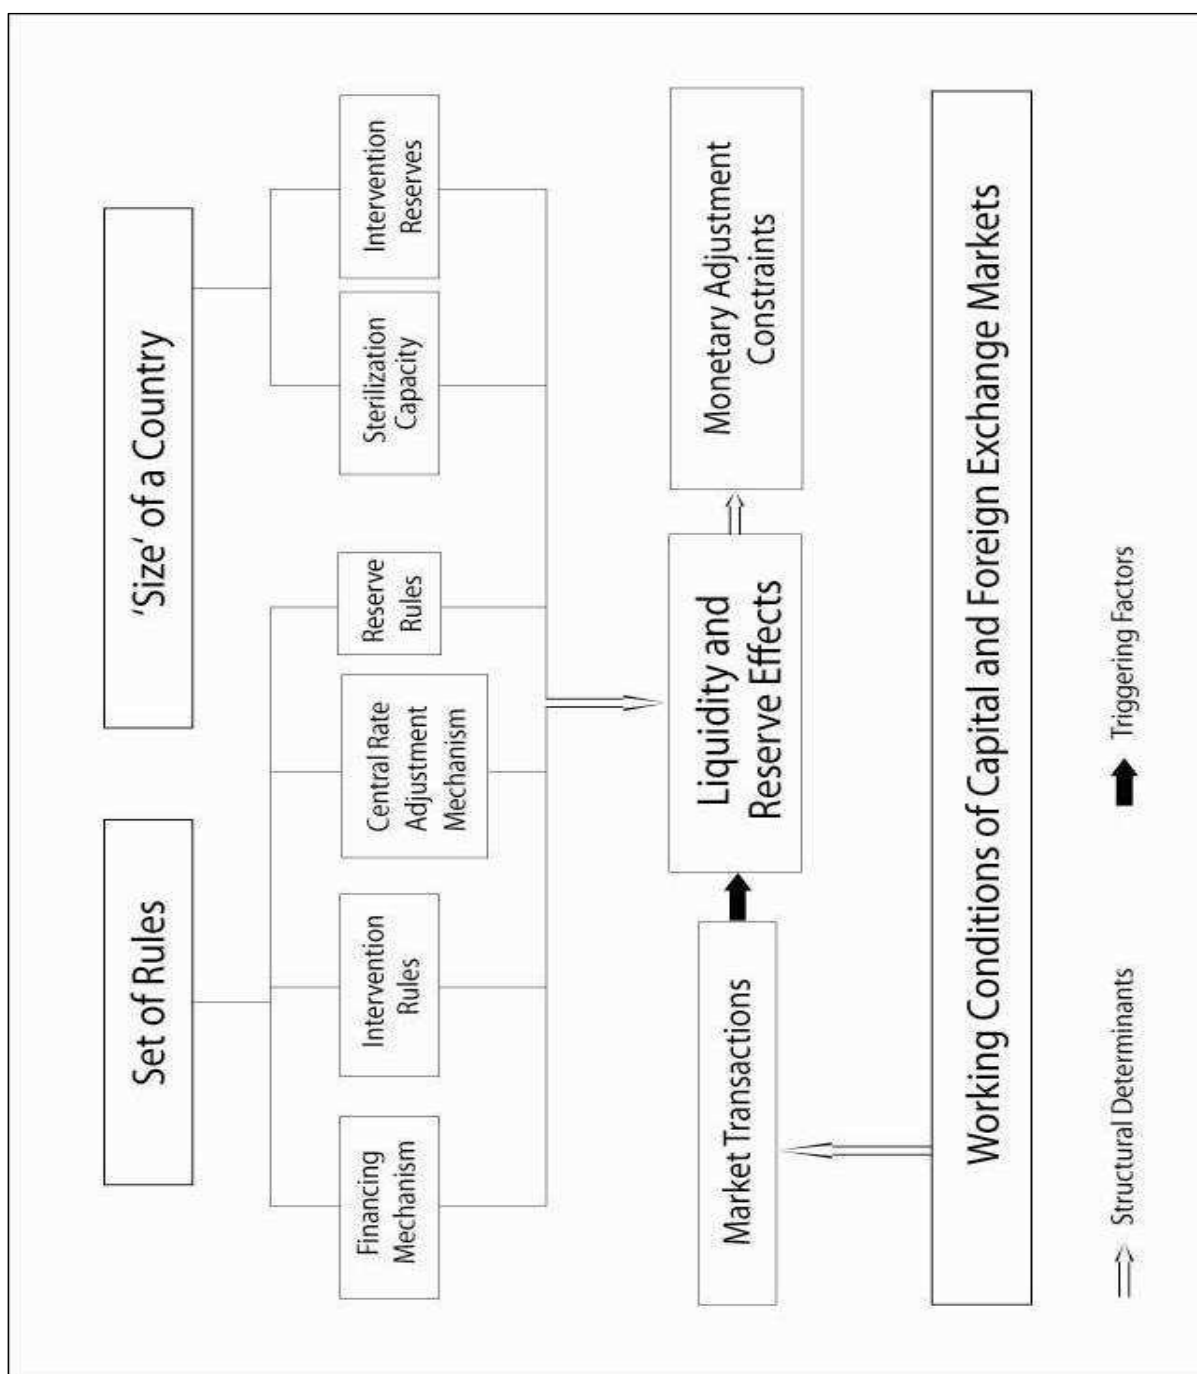 Set of Rules
'Size' of a Country
Financing
Mechanism
Intervention
Rules
Central Rate
Adjustment
Mechanism
Reserve
Rules
Sterilization
Capacity
Intervention
Reserves
Market Transactions
Liquidity and
Reserve Effects
Monetary Adjustment
Constraints
Working Conditions of Capital and Foreign Exchange Markets
Structural Determinants
Triggering Factors